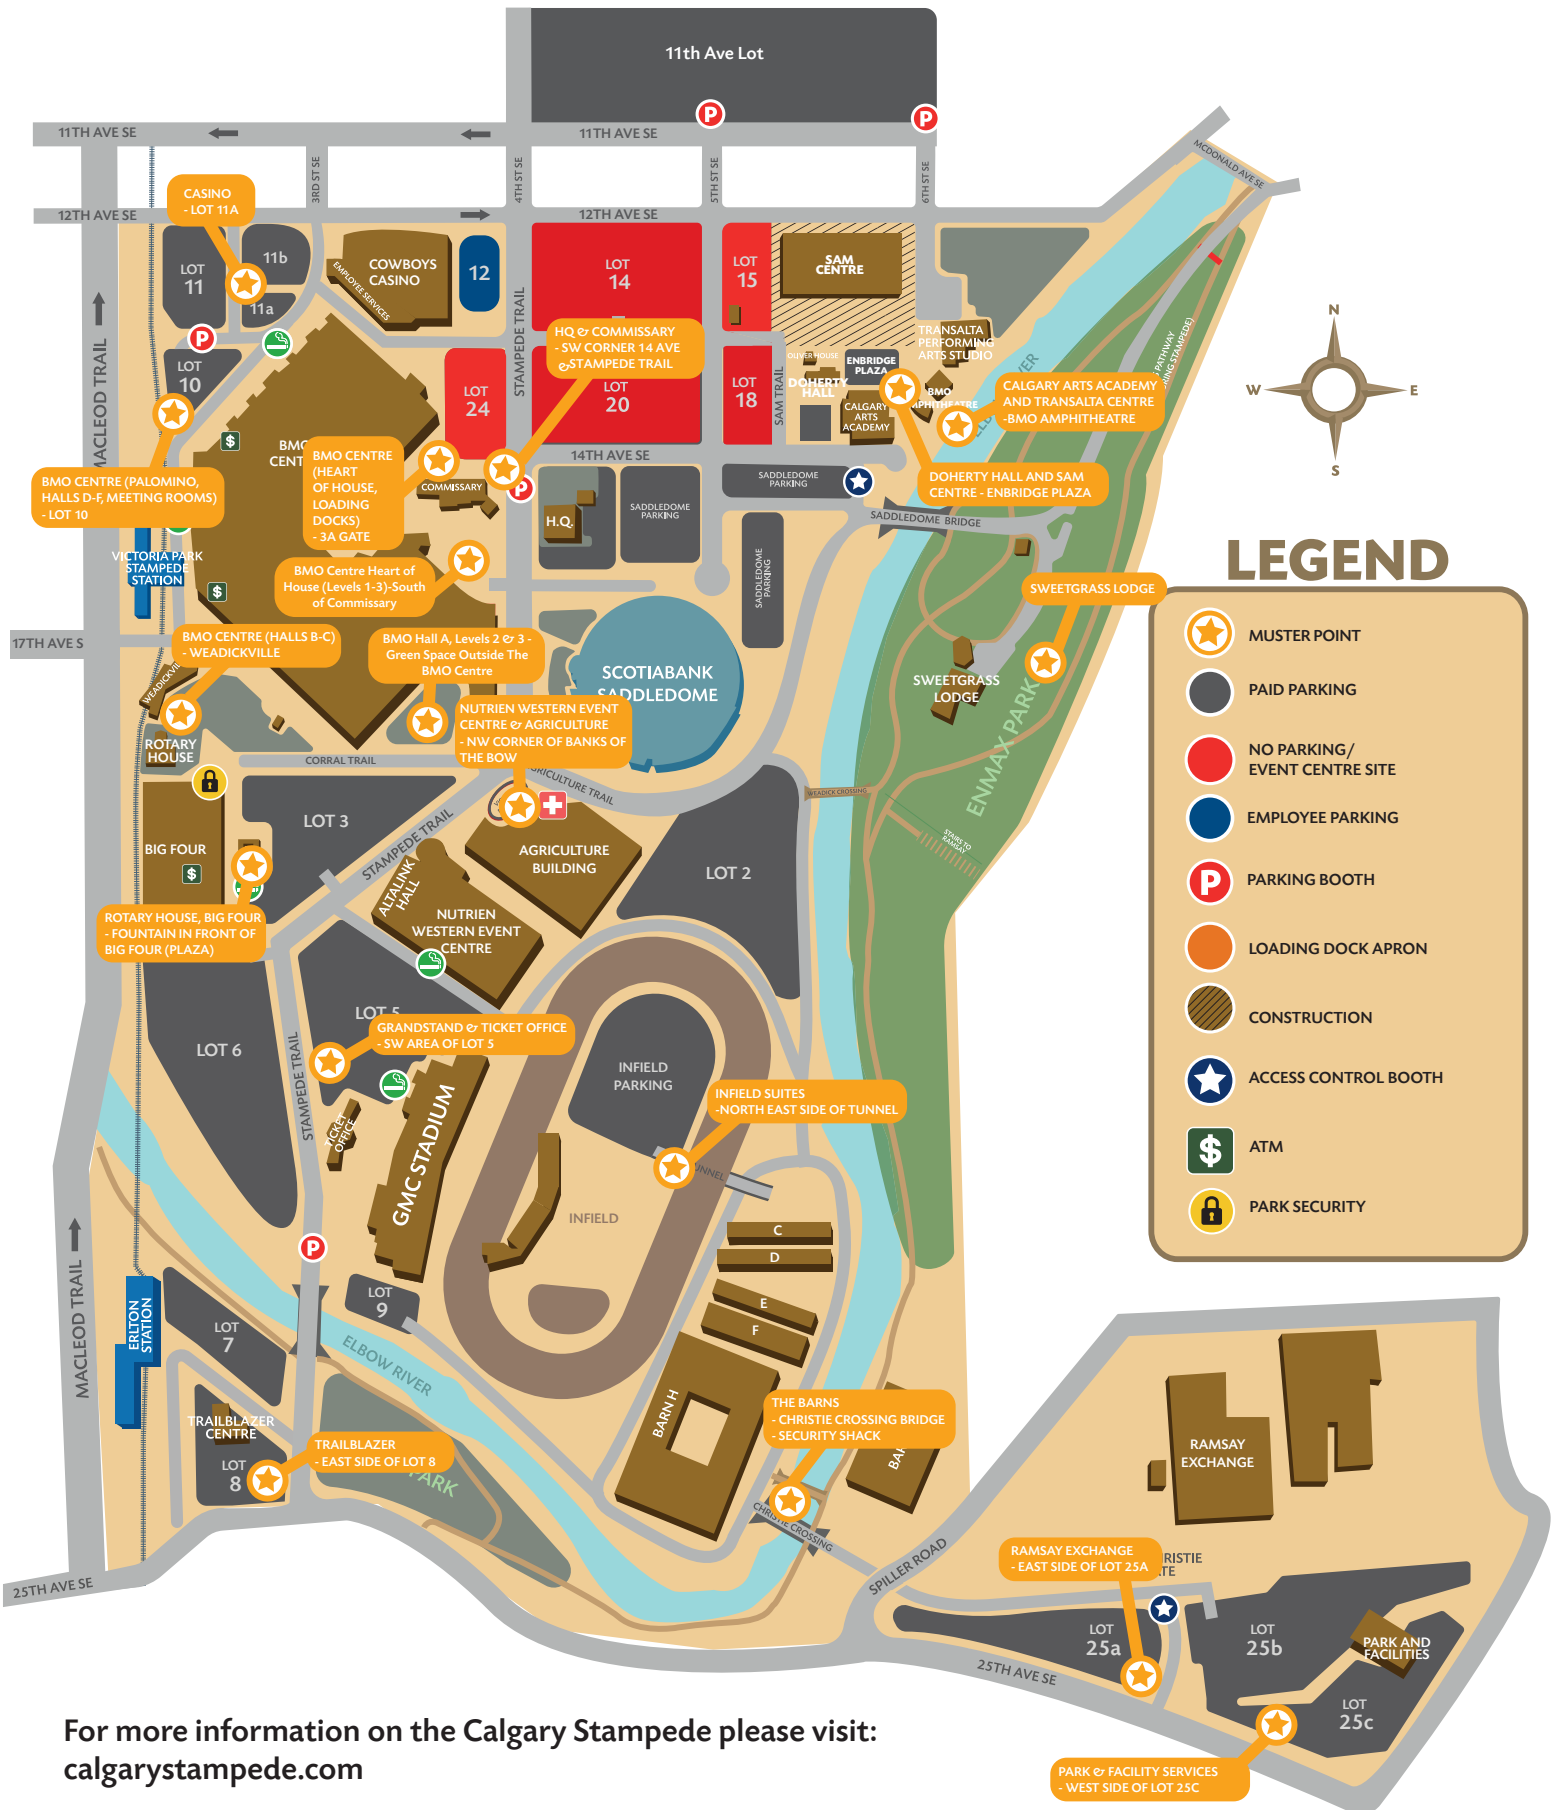 11th Ave Lot
P
P
11TH AVE SE
11TH AVE SE
3RD ST SE
4TH ST SE
5TH ST SE
6TH ST SE
MCDONALD AVE SE
CASINO
- LOT 11A
12TH AVE SE
12TH AVE SE
LOT
11
11b
11a
EMPLOYEE SERVICES
COWBOYS
CASINO
12
LOT
14
LOT
15
SAM
CENTRE
P
LOT
10
MACLEOD TRAIL
STAMPEDE TRAIL
HQ & COMMISSARY
- SW CORNER 14 AVE
& STAMPEDE TRAIL
LOT
24
20
LOT
18
SAM TRAIL
OLIVER HOUSE
DOHERTY
HALL
ENBRIDGE
PLAZA
CALGARY
ARTS
ACADEMY
TRANSALTA
PERFORMING
ARTS STUDIO
BMO
CALGARY ARTS ACADEMY
AND TRANSALTA CENTRE
-BMO AMPHITHEATRE
N
W
E
S
$
BMO CENTRE
(HEART
OF HOUSE,
LOADING
DOCKS)
- 3A GATE
COMMISSARY
P
14TH AVE SE
SADDLEDOME
PARKING
DOHERTY HALL AND SAM
CENTRE - ENBRIDGE PLAZA
BMO CENTRE (PALOMINO,
HALLS D-F, MEETING ROOMS)
- LOT 10
H.Q.
SADDLEDOME
PARKING
SADDLEDOME BRIDGE
SADDLEDOME
PARKING
VICTORIA PARK
STAMPEDE
STATION
$
BMO Centre Heart of
House (Levels 1-3)-South
of Commissary
SWEETGRASS LODGE
17TH AVE S
BMO CENTRE (HALLS B-C)
- WEADICKVILLE
BMO Hall A, Levels 2 & 3 -
Green Space Outside The
BMO Centre
SCOTIABANK
SADDLEDOME
SWEETGRASS
LODGE
ENMAX PARK
NUTRIEN WESTERN EVENT
CENTRE & AGRICULTURE
- NW CORNER OF BANKS OF
THE BOW
ROTARY
HOUSE
CORRAL TRAIL
WEADICK CROSSING
STAIRS TO
RAMSAY
LOT 3
STAMPEDE TRAIL
BIG FOUR
$
AGRICULTURE
BUILDING
LOT 2
ALTALINK
HALL
NUTRIEN
WESTERN EVENT
CENTRE
ROTARY HOUSE, BIG FOUR
- FOUNTAIN IN FRONT OF
BIG FOUR (PLAZA)
LOT 5
GRANDSTAND & TICKET OFFICE
- SW AREA OF LOT 5
LOT 6
STAMPEDE TRAIL
TICKET
OFFICE
GMC STADIUM
INFIELD
PARKING
INFIELD SUITES
-NORTH EAST SIDE OF TUNNEL
INFIELD
C
D
E
F
P
MACLEOD TRAIL
ERLTON
STATION
LOT
7
LOT
9
ELBOW RIVER
BARN H
TRAILBLAZER
CENTRE
LOT
8
TRAILBLAZER
- EAST SIDE OF LOT 8
PARK
THE BARNS
- CHRISTIE CROSSING BRIDGE
- SECURITY SHACK
CHRISTIE CROSSING
25TH AVE SE
SPILLER ROAD
RAMSAY
EXCHANGE
RAMSAY EXCHANGE
- EAST SIDE OF LOT 25A
LOT
25a
LOT
25b
PARK AND
FACILITIES
LOT
25c
25TH AVE SE
PARK & FACILITY SERVICES
- WEST SIDE OF LOT 25C
LEGEND
MUSTER POINT
PAID PARKING
NO PARKING/
EVENT CENTRE SITE
EMPLOYEE PARKING
P
PARKING BOOTH
LOADING DOCK APRON
CONSTRUCTION
ACCESS CONTROL BOOTH
$
ATM
PARK SECURITY
For more information on the Calgary Stampede please visit:
calgarystampede.com